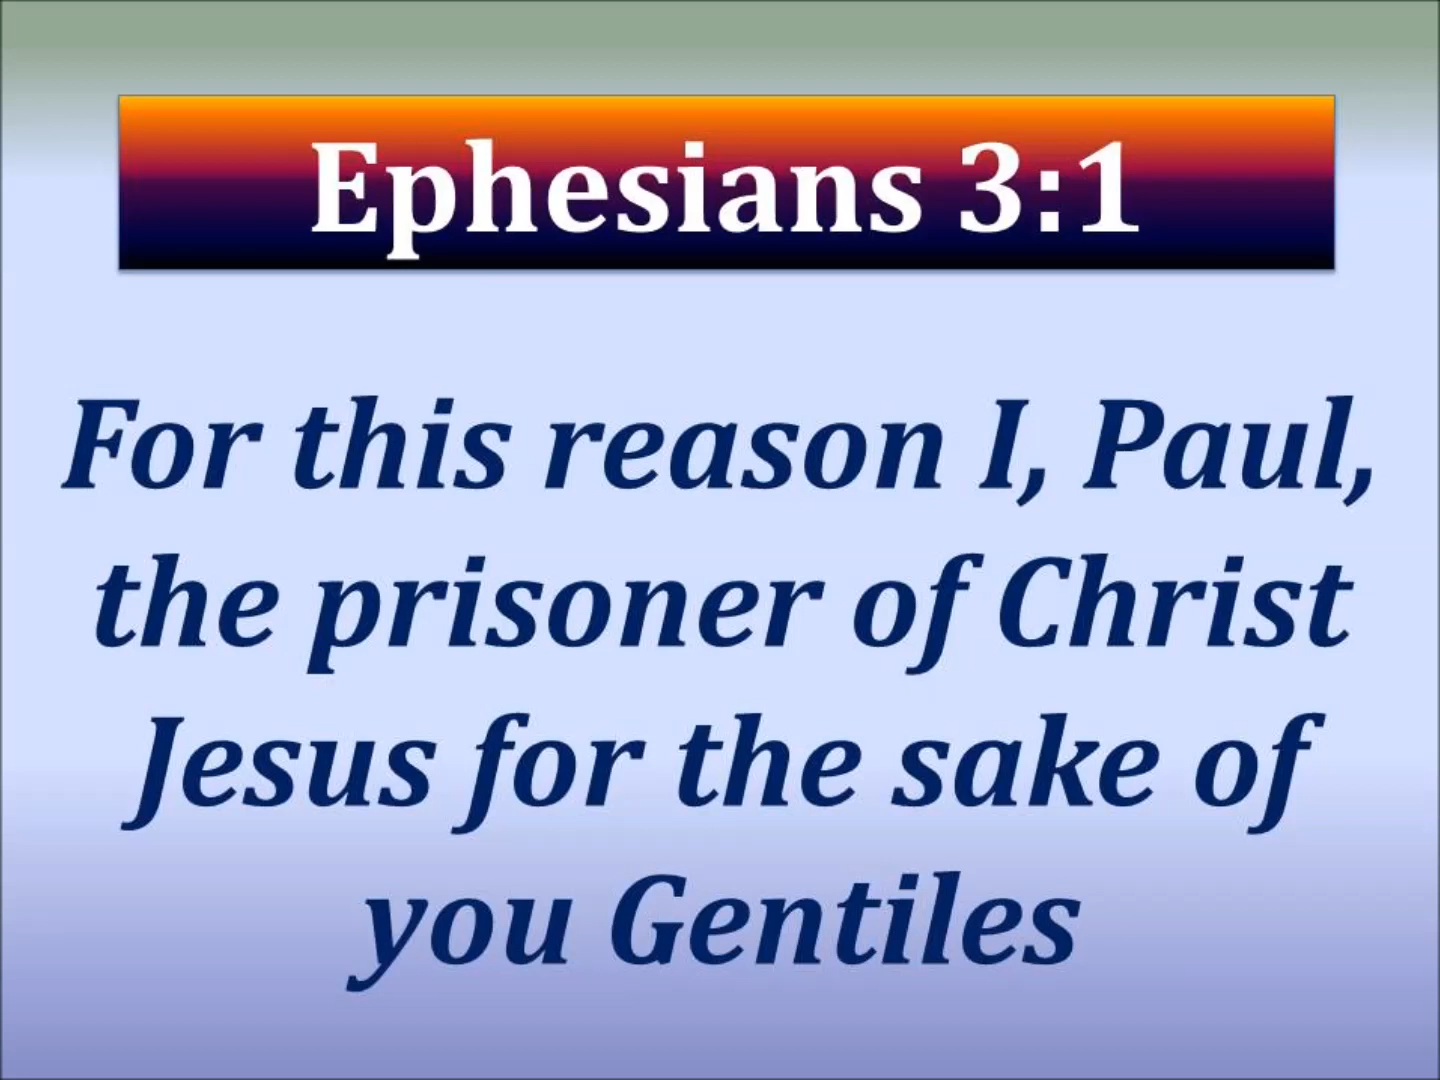 Ephesians 3:1
For this reason I, Paul,
the prisoner of Christ
Jesus for the sake of
you Gentiles